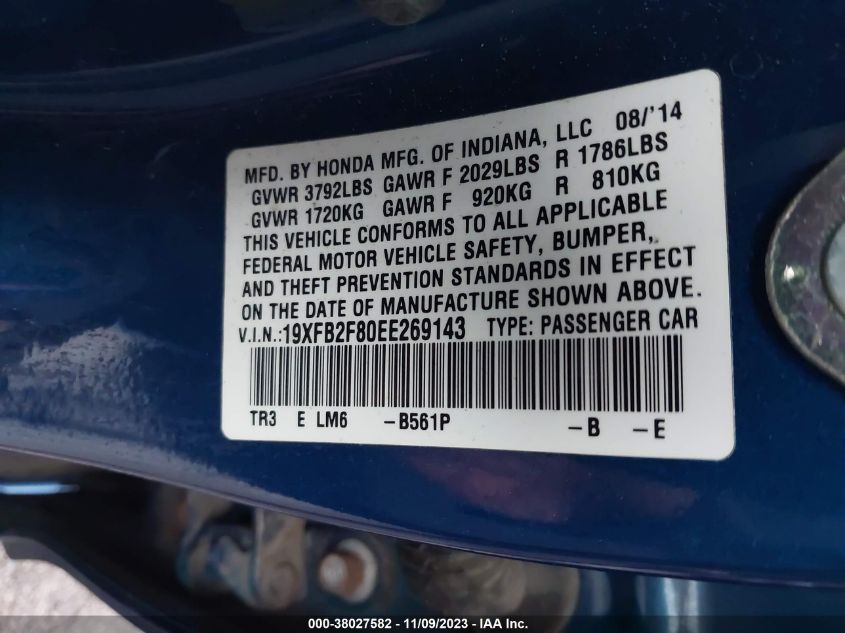 MFD. BY HONDA MFG. OF INDIANA, LLC 08/'14
GVWR 3792LBS GAWR F 2029LBS R 1786LBS
GVWR 1720KG GAWR F 920KG R 810KG
THIS VEHICLE CONFORMS TO ALL APPLICABLE
FEDERAL MOTOR VEHICLE SAFETY, BUMPER,
AND THEFT PREVENTION STANDARDS IN EFFECT
ON THE DATE OF MANUFACTURE SHOWN ABOVE.
V.I.N.:19XFB2F80EE269143 TYPE: PASSENGER CAR
TR3 E LM6 -B561P -B -E
000-38027582 - 11/09/2023 - IAA Inc.